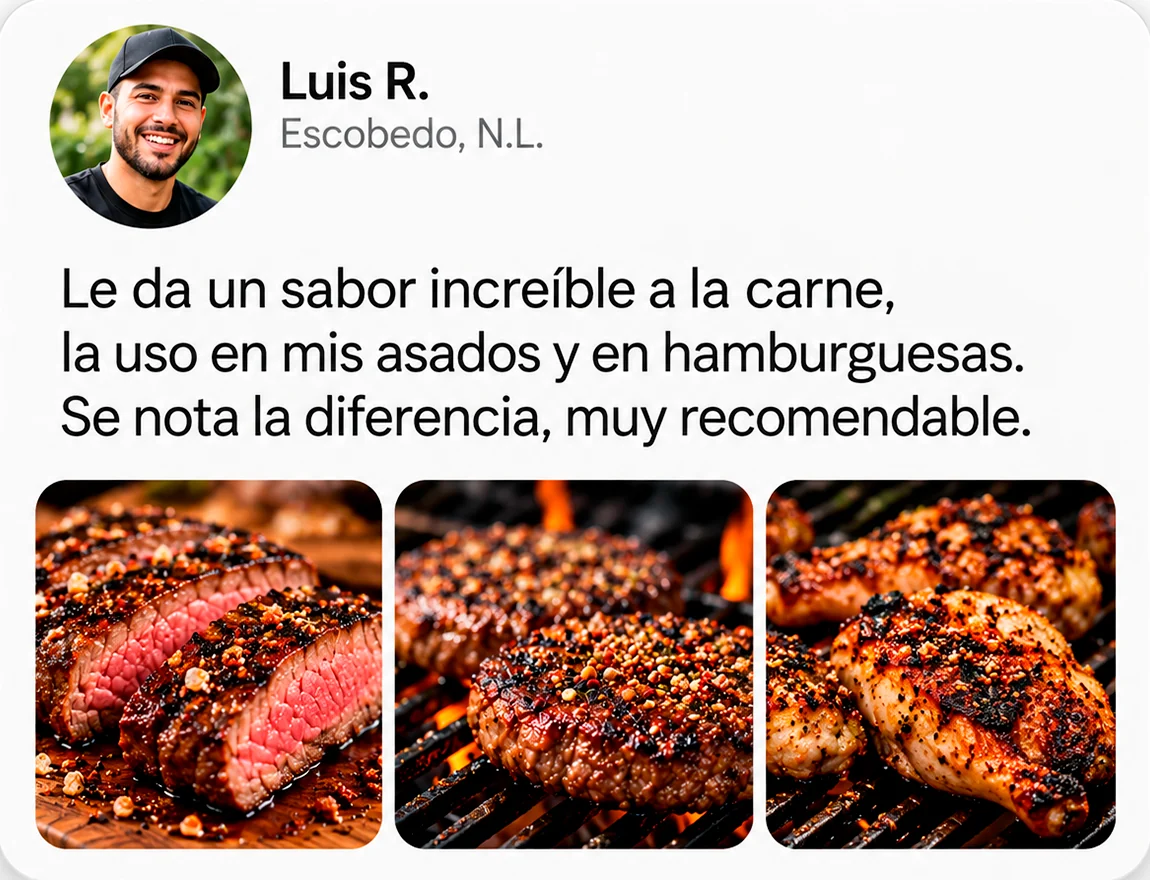 Luis R.
Escobedo, N.L.
Le da un sabor increíble a la carne,
la uso en mis asados y en hamburguesas.
Se nota la diferencia, muy recomendable.